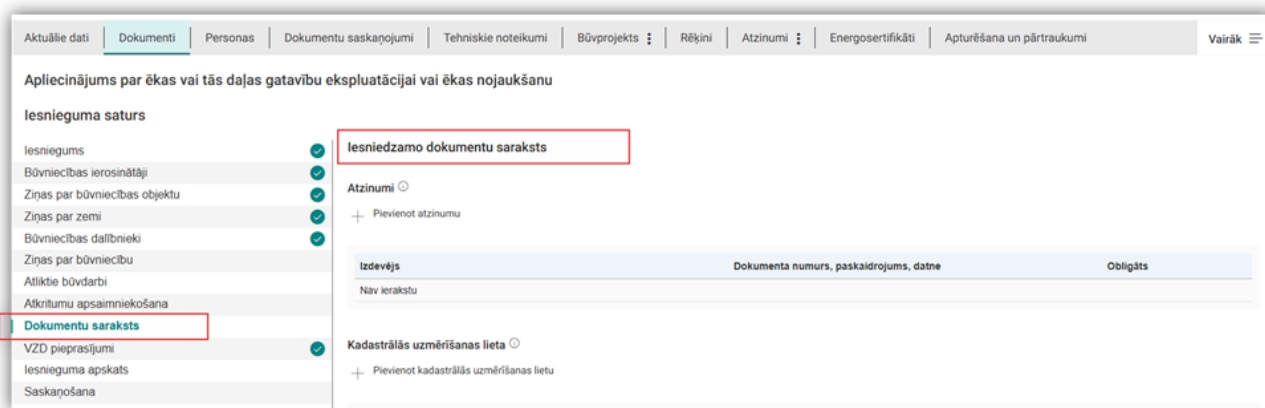 Aktuālie dati Dokumenti Personas Dokumentu saskaņojumi Tehniskie noteikumi Būvprojekts Rēķini Atzinumi Energosertifikāti Apturēšana un pārtraukumi Vairāk
Apliecinājums par ēkas vai tās daļas gatavību ekspluatācijai vai ēkas nojaukšanu
Iesnieguma saturs
Iesniegums
Būvniecības ierosinātāji
Ziņas par būvniecības objektu
Ziņas par zemi
Būvniecības dalībnieki
Ziņas par būvniecību
Atliktie būvdarbi
Atkritumu apsaimniekošana
Dokumentu saraksts
VZD pieprasījumi
Iesnieguma apskats
Saskaņošana
Iesniedzamo dokumentu saraksts
Atzinumi
Pievienot atzinumu
Izdevējs Dokumenta numurs, paskaidrojums, datne Obligāts
Nav ierakstu
Kadastrālās uzmērīšanas lieta
Pievienot kadastrālās uzmērīšanas lietu